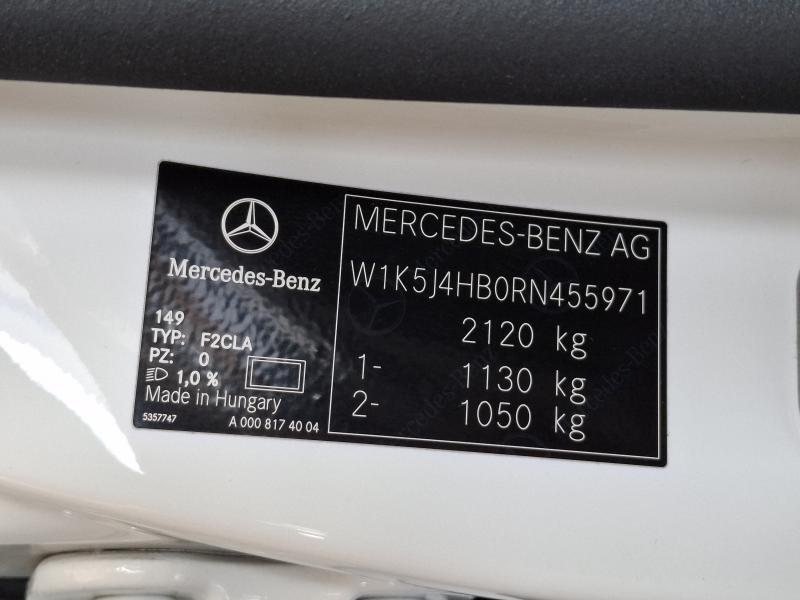 Mercedes-Benz
149
TYP: F2CLA
PZ: 0
1,0 %
Made in Hungary
5357747 A 000 817 40 04
MERCEDES-BENZ AG
W1K5J4HB0RN455971
2120 kg
1- 1130 kg
2- 1050 kg